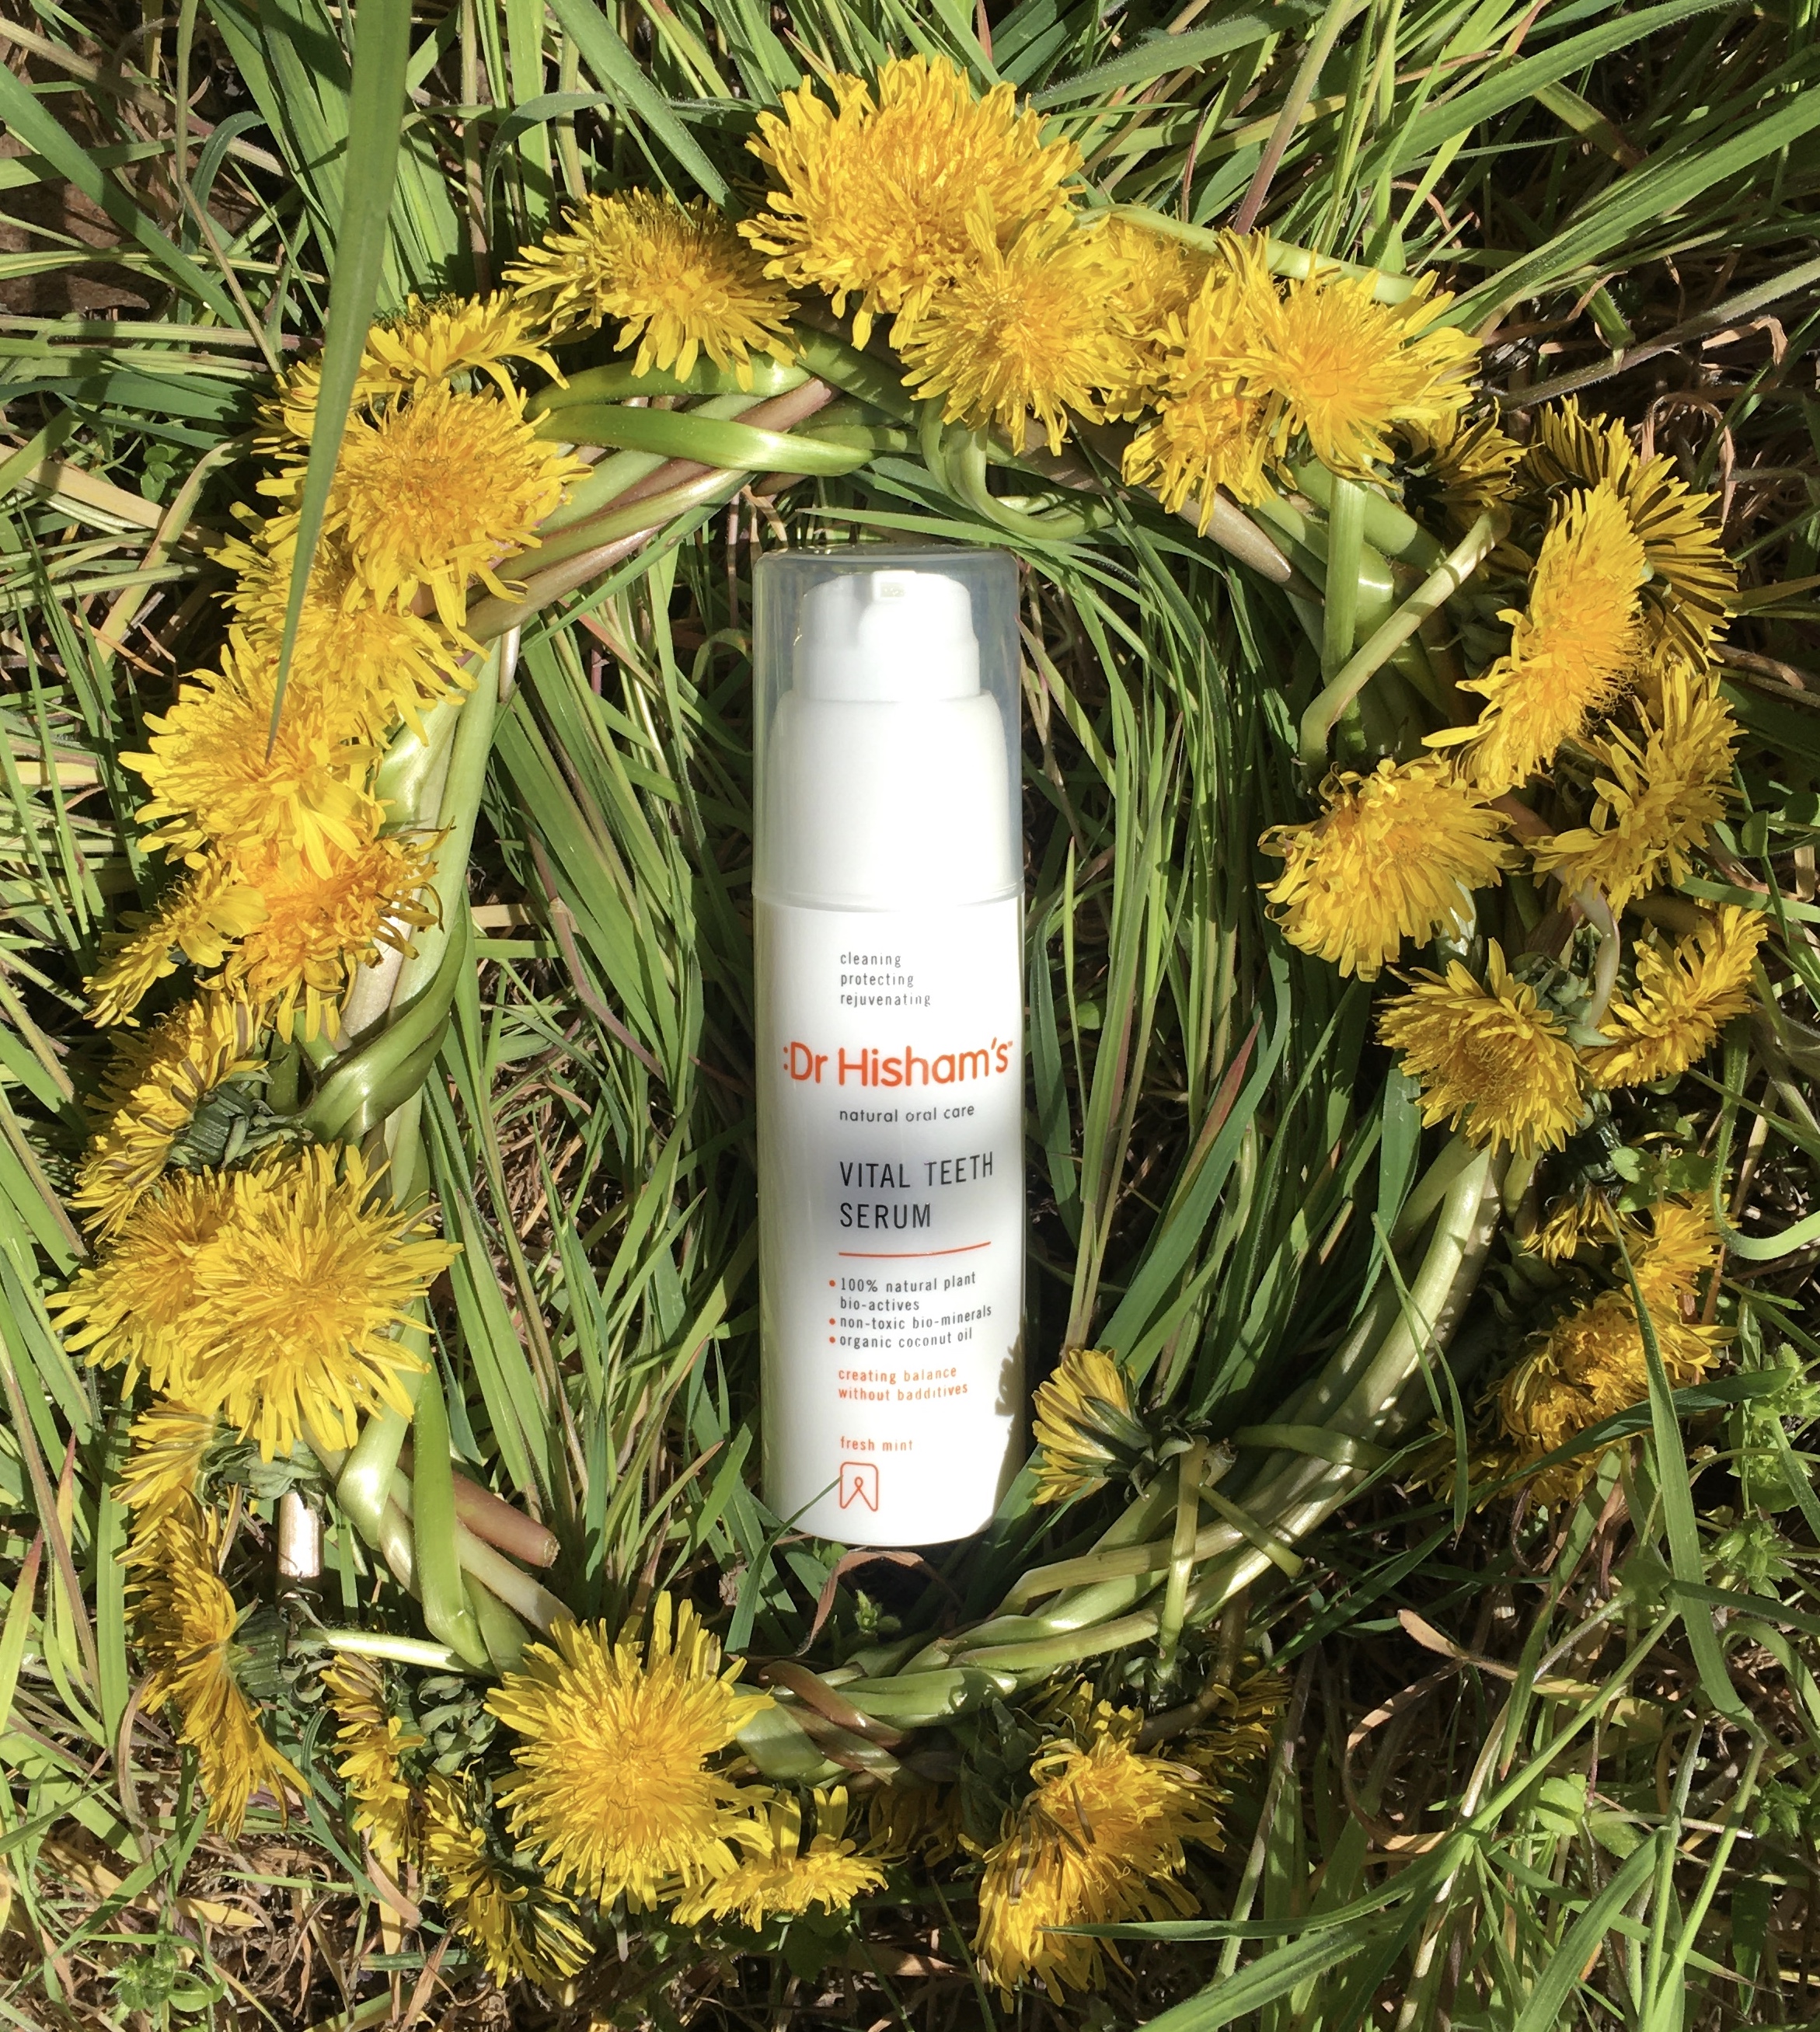 cleaning
protecting
rejuvenating
:Dr Hisham's™
natural oral care
VITAL TEETH
SERUM
• 100% natural plant
bio-actives
• non-toxic bio-minerals
• organic coconut oil
creating balance
without badditives
fresh mint